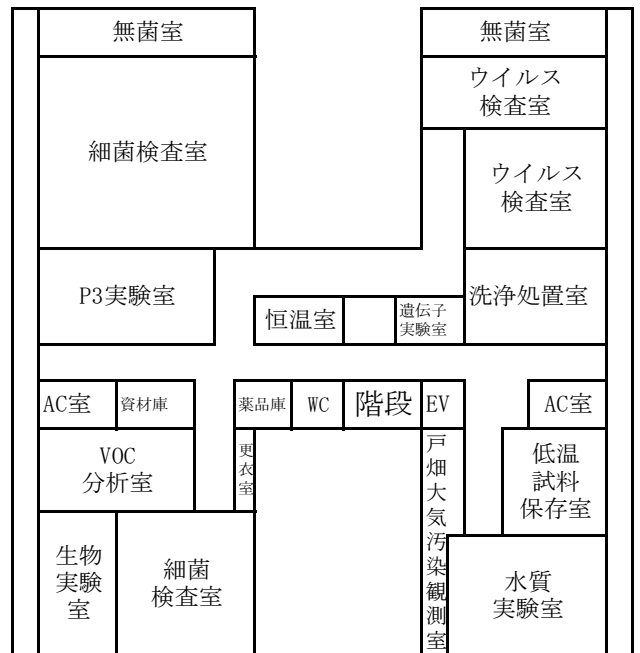 無菌室
無菌室
ウイルス
検査室
細菌検査室
ウイルス
検査室
P3実験室
洗浄処置室
恒温室
遺伝子
実験室
AC室
資材庫
薬品庫
WC
階段
EV
AC室
VOC
分析室
更衣室
戸畑大気汚染観測室
低温
試料
保存室
生物
実験
室
細菌
検査室
水質
実験室